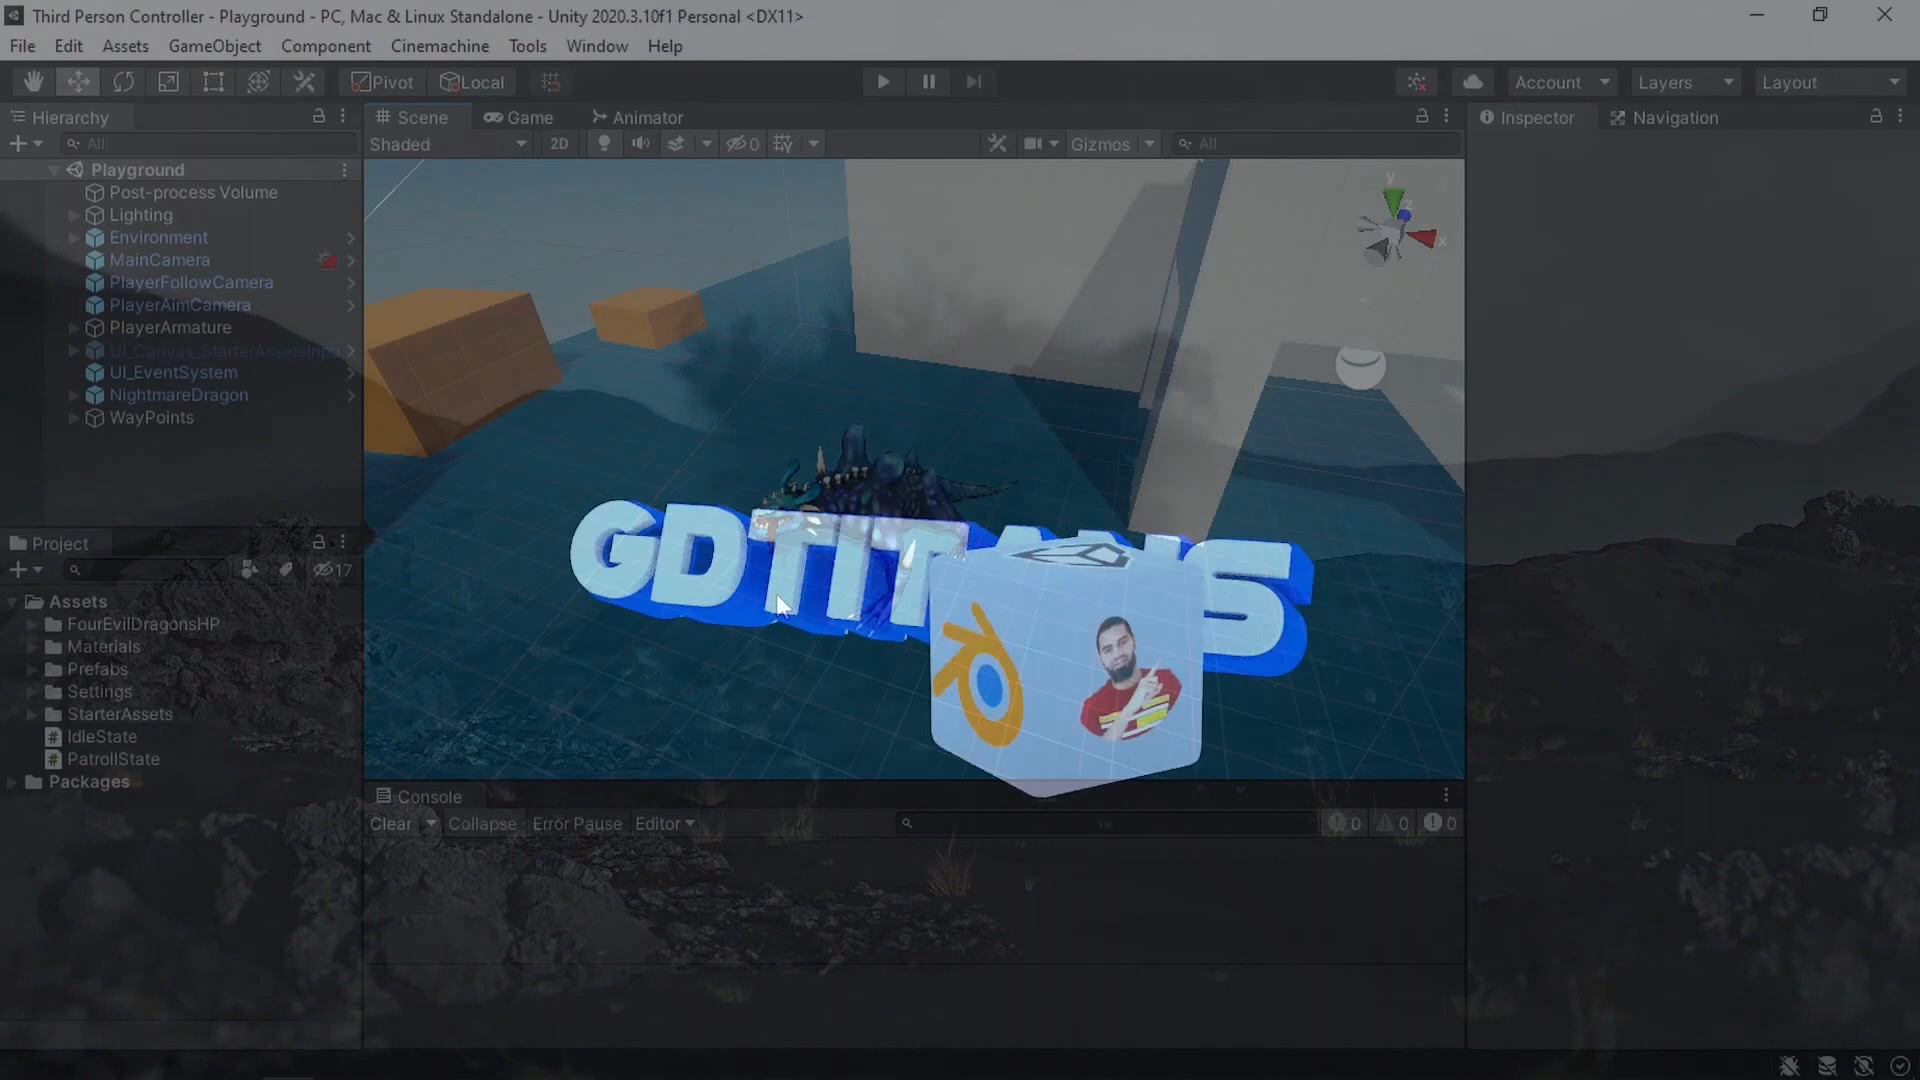 Third Person Controller - Playground - PC, Mac & Linux Standalone - Unity 2020.3.10f1 Personal <DX11>
File Edit Assets GameObject Component Cinemachine Tools Window Help
Pivot Local Account Layers Layout
Hierarchy
All
Playground
Post-process Volume
Lighting
Environment
MainCamera
PlayerFollowCamera
PlayerAimCamera
PlayerArmature
UI_Canvas_StarterAssetsInpu
UI_EventSystem
NightmareDragon
WayPoints
Scene Game Animator
Shaded 2D 0 Gizmos All
y
z
x
GDTITANS
Inspector Navigation
Project
17
Assets
FourEvilDragonsHP
Materials
Prefabs
Settings
StarterAssets
IdleState
PatrollState
Packages
Console
Clear Collapse Error Pause Editor 0 0 0